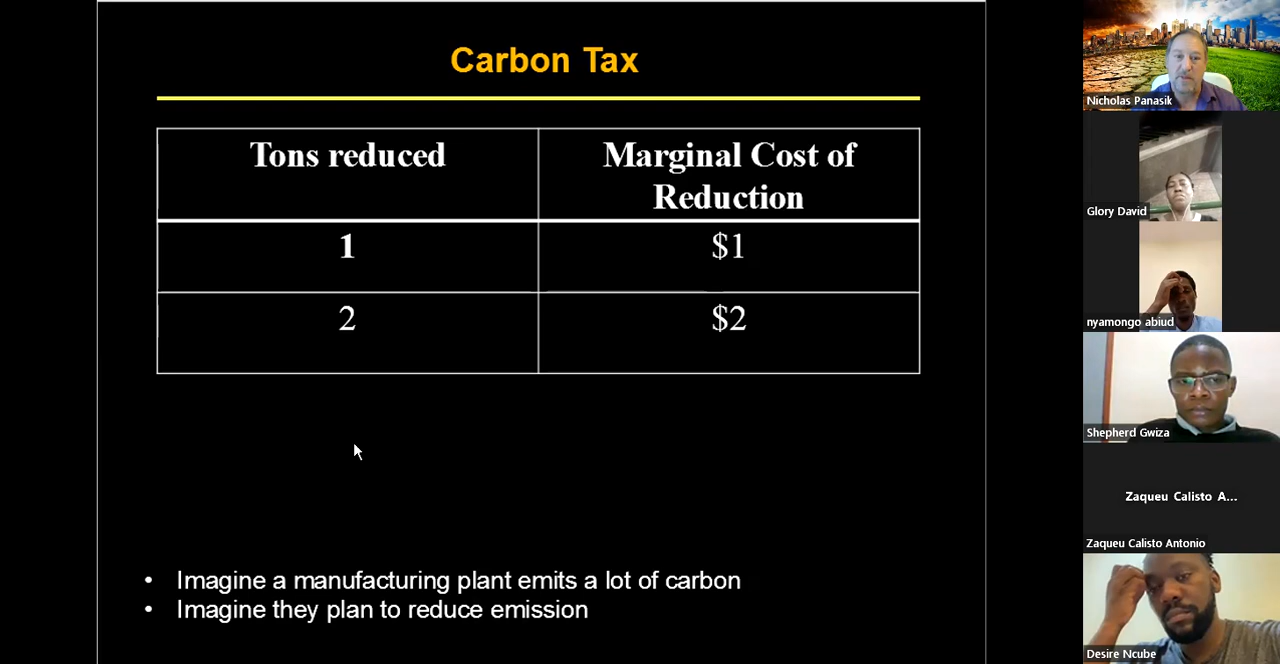 Carbon Tax
Tons reduced
Marginal Cost of
Reduction
1
$1
2
$2
Imagine a manufacturing plant emits a lot of carbon
Imagine they plan to reduce emission
Nicholas Panasik
Glory David
nyamongo abiud
Shepherd Gwiza
Zaqueu Calisto A...
Zaqueu Calisto Antonio
Desire Ncube